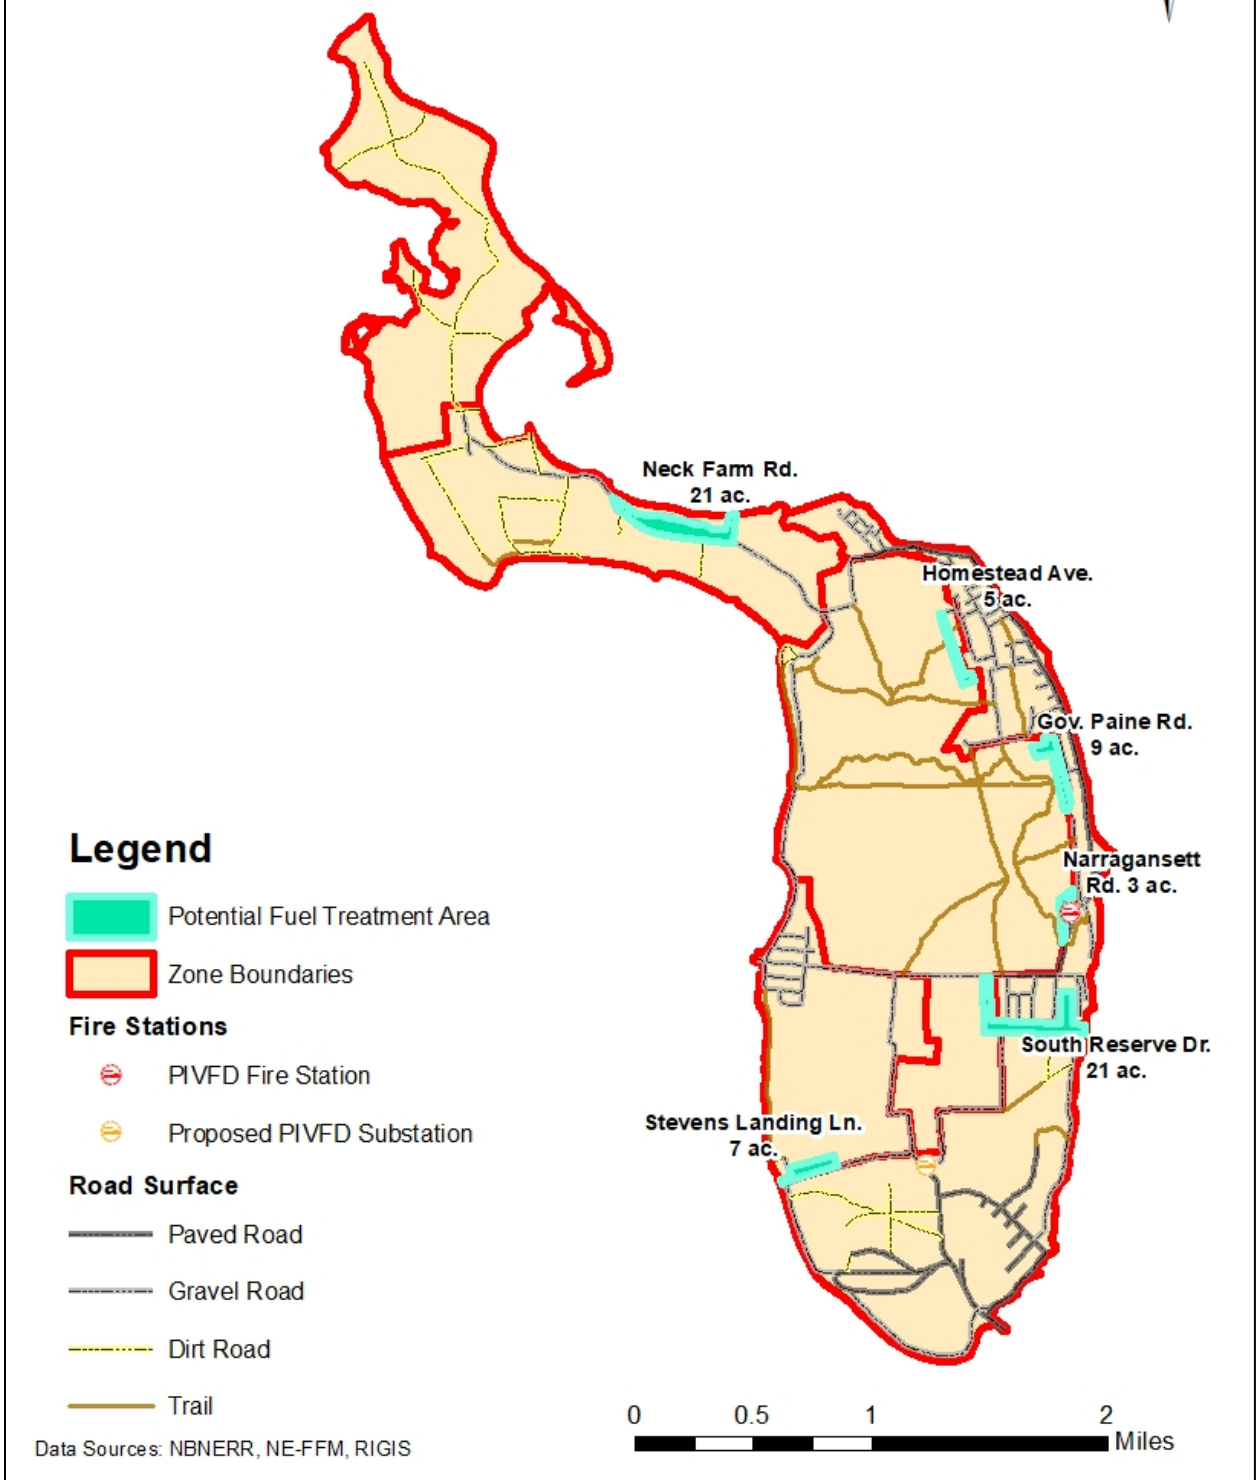 Neck Farm Rd.
21 ac.
Homestead Ave.
5 ac.
Gov. Paine Rd.
9 ac.
Narragansett
Rd. 3 ac.
South Reserve Dr.
21 ac.
Stevens Landing Ln.
7 ac.
Legend
Potential Fuel Treatment Area
Zone Boundaries
Fire Stations
PIVFD Fire Station
Proposed PIVFD Substation
Road Surface
Paved Road
Gravel Road
Dirt Road
Trail
Data Sources: NBNERR, NE-FFM, RIGIS
0 0.5 1 2
Miles